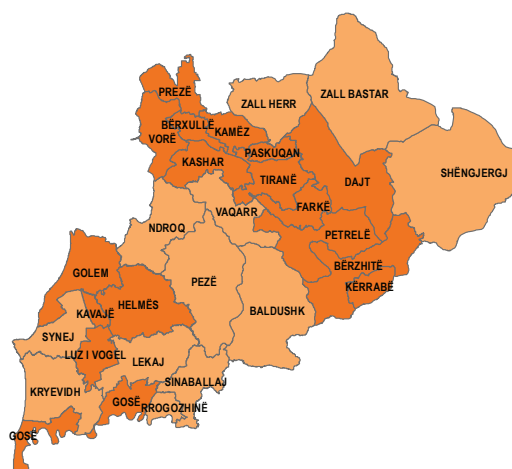 PREZË
ZALL HERR
ZALL BASTAR
BËRXULLË
KAMËZ
VORË
PASKUQAN
KASHAR
SHËNGJERGJ
TIRANË
DAJT
FARKË
VAQARR
NDROQ
PETRELË
BËRZHITË
GOLEM
PEZË
KËRRABË
HELMËS
KAVAJË
BALDUSHK
SYNEJ
LUZ I VOGEL
LEKAJ
SINABALLAJ
KRYEVIDH
GOSË
RROGOZHINË
GOSË